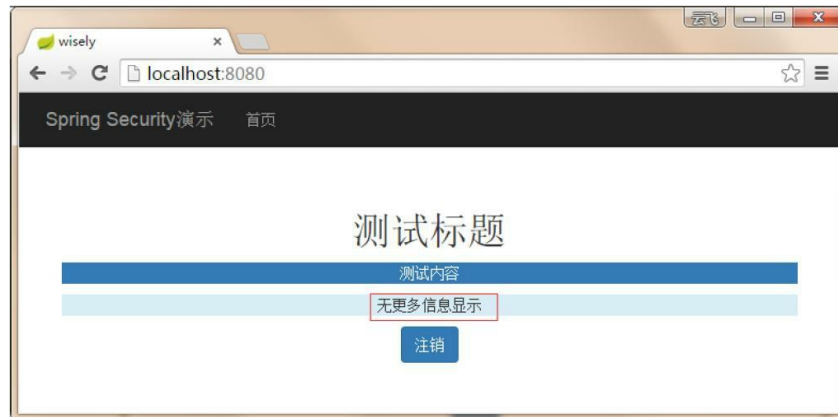 云飞
wisely
localhost:8080
Spring Security演示 首页
测试标题
测试内容
无更多信息显示
注销